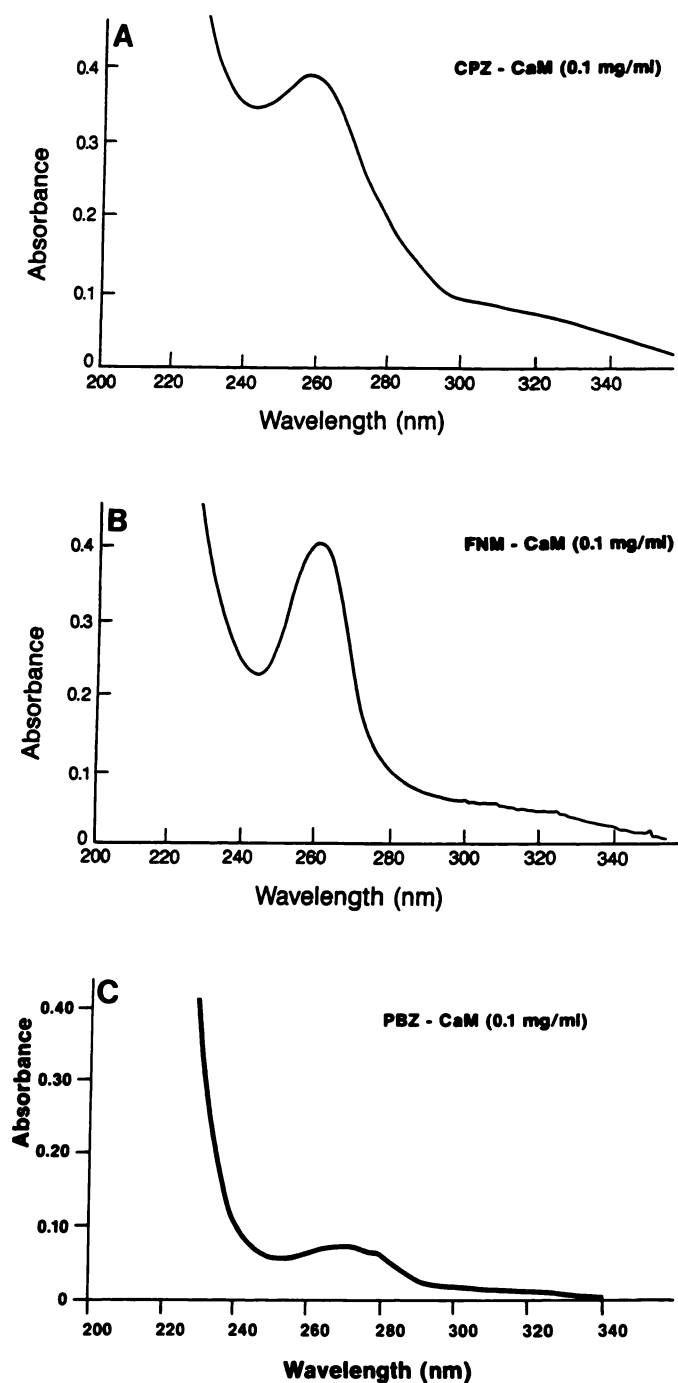 A
CPZ - CaM (0.1 mg/ml)
Absorbance
0.4
0.3
0.2
0.1
0
200 220 240 260 280 300 320 340
Wavelength (nm)
B
FNM - CaM (0.1 mg/ml)
Absorbance
0.4
0.3
0.2
0.1
0
200 220 240 260 280 300 320 340
Wavelength (nm)
C
PBZ - CaM (0.1 mg/ml)
Absorbance
0.40
0.30
0.20
0.10
0
200 220 240 260 280 300 320 340
Wavelength (nm)